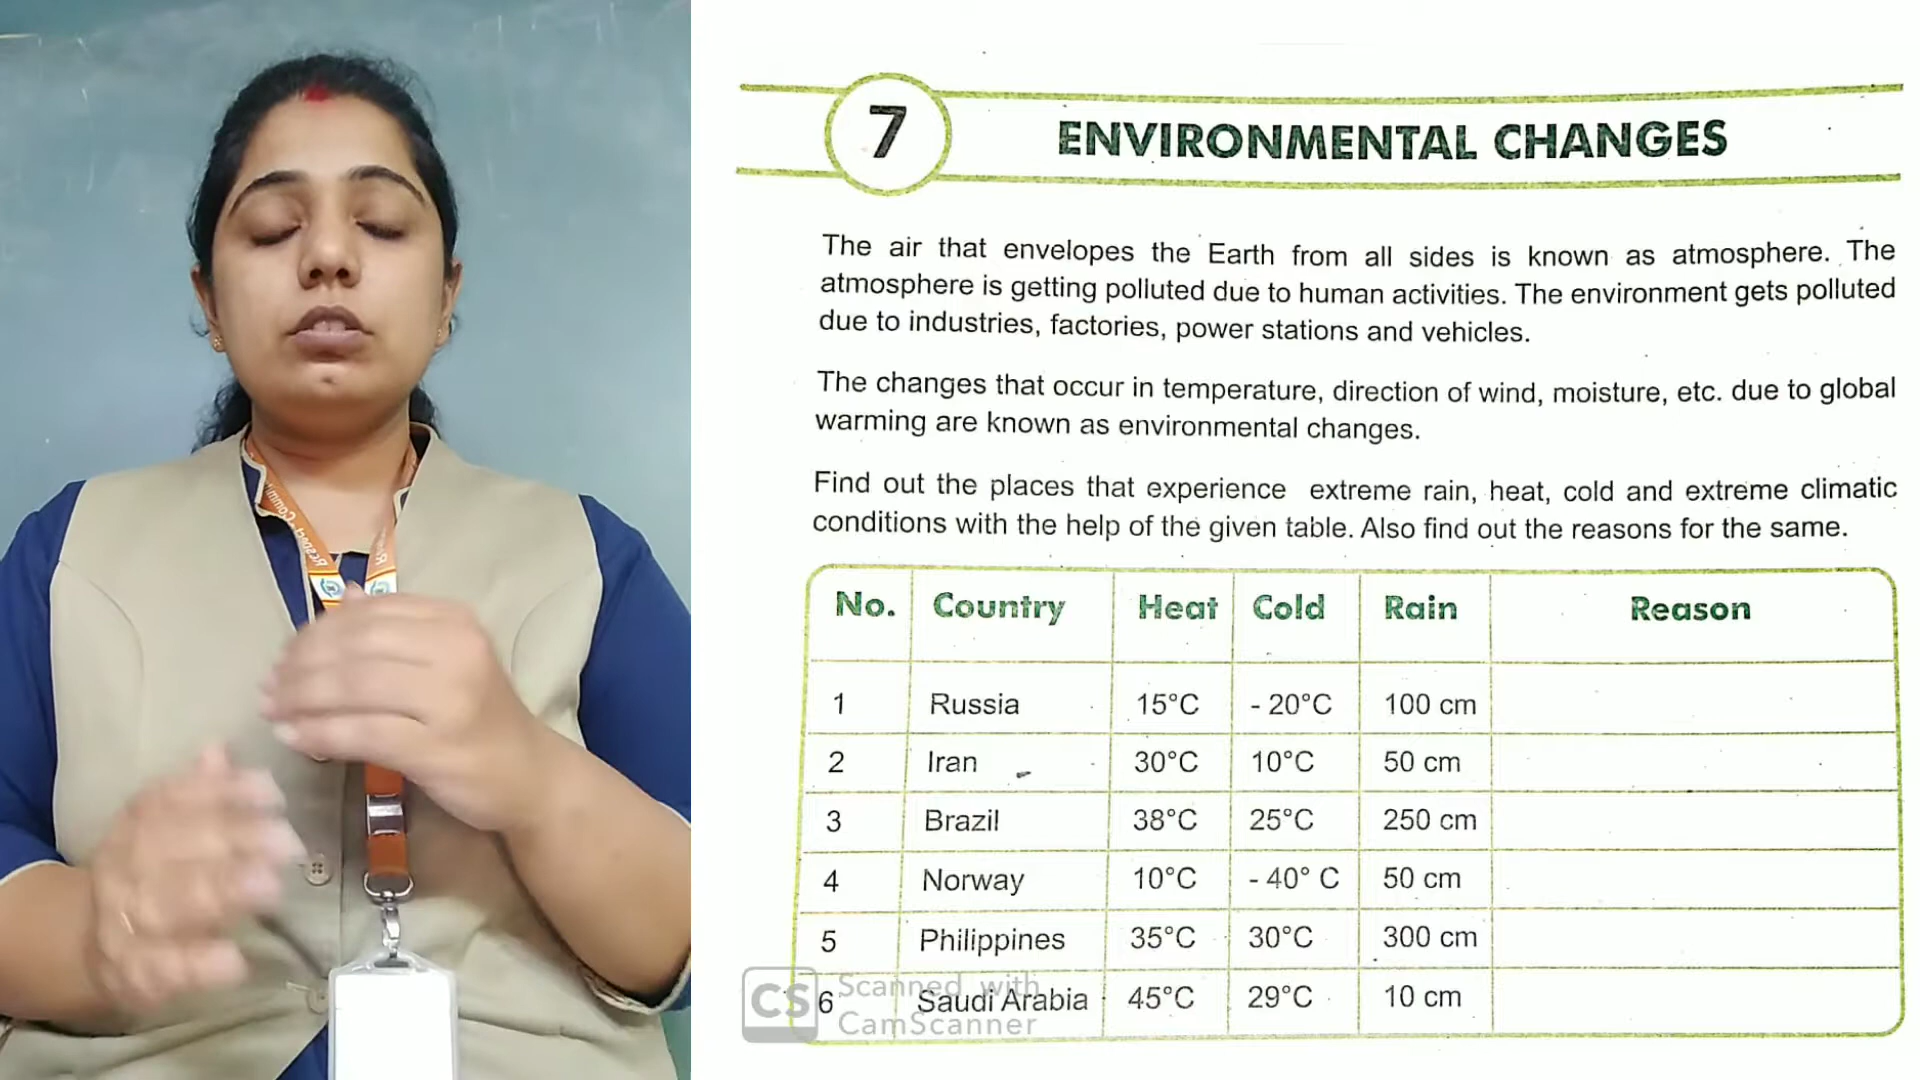 7
ENVIRONMENTAL CHANGES
The air that envelopes the Earth from all sides is known as atmosphere. The
atmosphere is getting polluted due to human activities. The environment gets polluted
due to industries, factories, power stations and vehicles.
The changes that occur in temperature, direction of wind, moisture, etc. due to global
warming are known as environmental changes.
Find out the places that experience extreme rain, heat, cold and extreme climatic
conditions with the help of the given table. Also find out the reasons for the same.
No. Country Heat Cold Rain Reason
1 Russia 15°C - 20°C 100 cm
2 Iran 30°C 10°C 50 cm
3 Brazil 38°C 25°C 250 cm
4 Norway 10°C - 40° C 50 cm
5 Philippines 35°C 30°C 300 cm
6 Saudi Arabia 45°C 29°C 10 cm
CS Scanned with
CamScanner